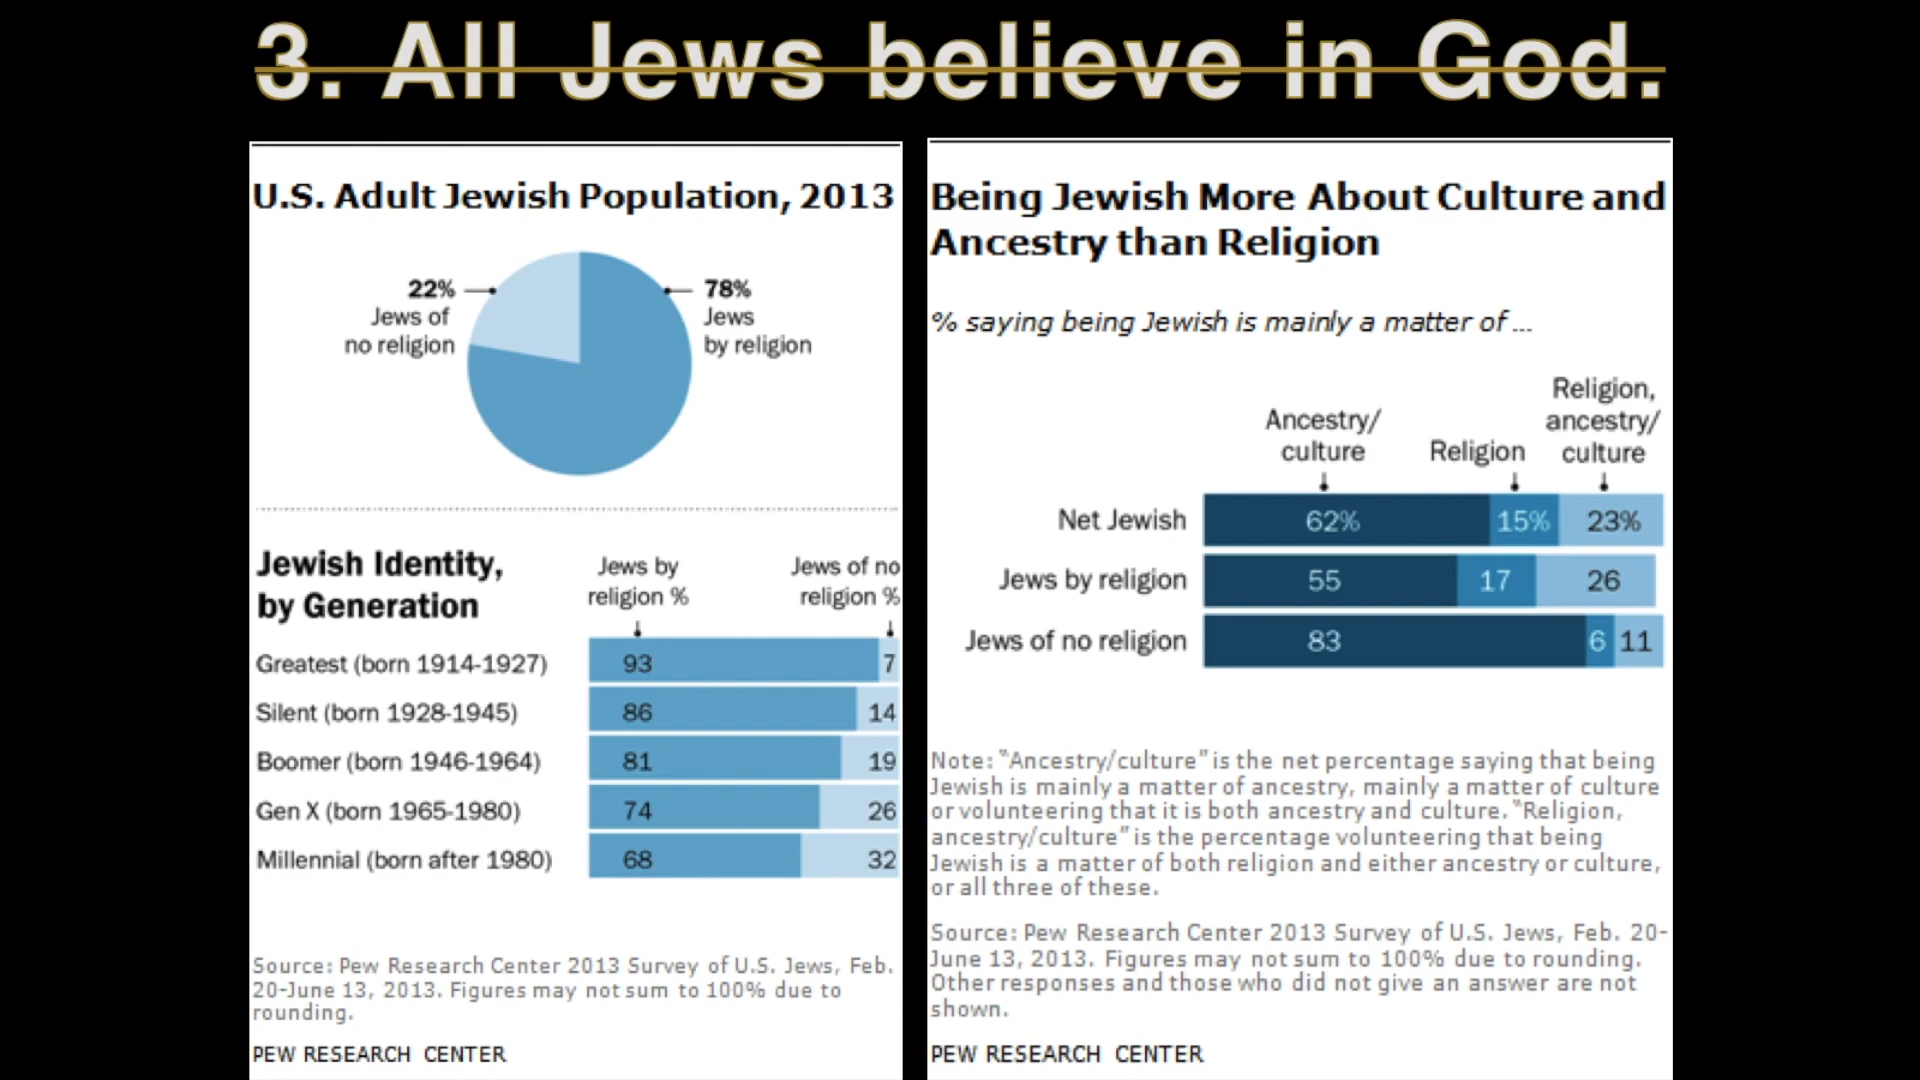 3. All Jews believe in God.
U.S. Adult Jewish Population, 2013
22%
Jews of
no religion
78%
Jews
by religion
Jewish Identity,
by Generation
Jews by
religion %
Jews of no
religion %
Greatest (born 1914-1927) 93 7
Silent (born 1928-1945) 86 14
Boomer (born 1946-1964) 81 19
Gen X (born 1965-1980) 74 26
Millennial (born after 1980) 68 32
Source: Pew Research Center 2013 Survey of U.S. Jews, Feb.
20-June 13, 2013. Figures may not sum to 100% due to
rounding.
PEW RESEARCH CENTER
Being Jewish More About Culture and
Ancestry than Religion
% saying being Jewish is mainly a matter of ...
Ancestry/
culture
Religion
Religion,
ancestry/
culture
Net Jewish 62% 15% 23%
Jews by religion 55 17 26
Jews of no religion 83 6 11
Note: "Ancestry/culture" is the net percentage saying that being
Jewish is mainly a matter of ancestry, mainly a matter of culture
or volunteering that it is both ancestry and culture. "Religion,
ancestry/culture" is the percentage volunteering that being
Jewish is a matter of both religion and either ancestry or culture,
or all three of these.
Source: Pew Research Center 2013 Survey of U.S. Jews, Feb. 20-
June 13, 2013. Figures may not sum to 100% due to rounding.
Other responses and those who did not give an answer are not
shown.
PEW RESEARCH CENTER